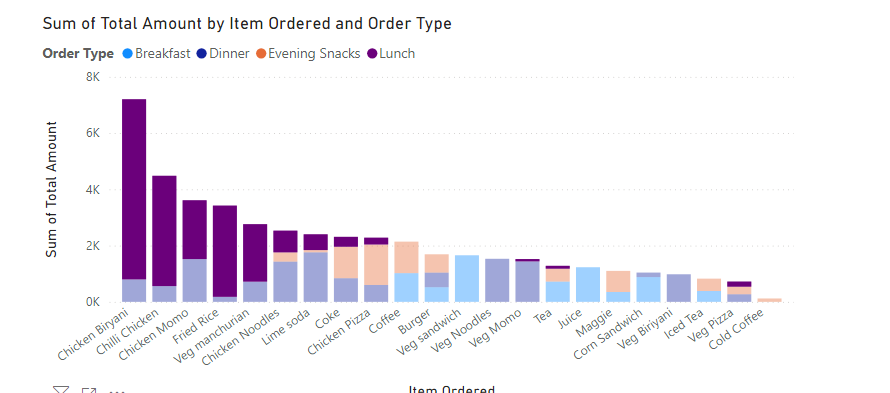 Sum of Total Amount by Item Ordered and Order Type
Order Type Breakfast Dinner Evening Snacks Lunch
8K
6K
4K
2K
0K
Sum of Total Amount
Chicken Biryani
Chilli Chicken
Chicken Momo
Fried Rice
Veg manchurian
Chicken Noodles
Lime soda
Coke
Chicken Pizza
Coffee
Burger
Veg sandwich
Veg Noodles
Veg Momo
Tea
Juice
Maggie
Corn Sandwich
Veg Biriyani
Iced Tea
Veg Pizza
Cold Coffee
Item Ordered